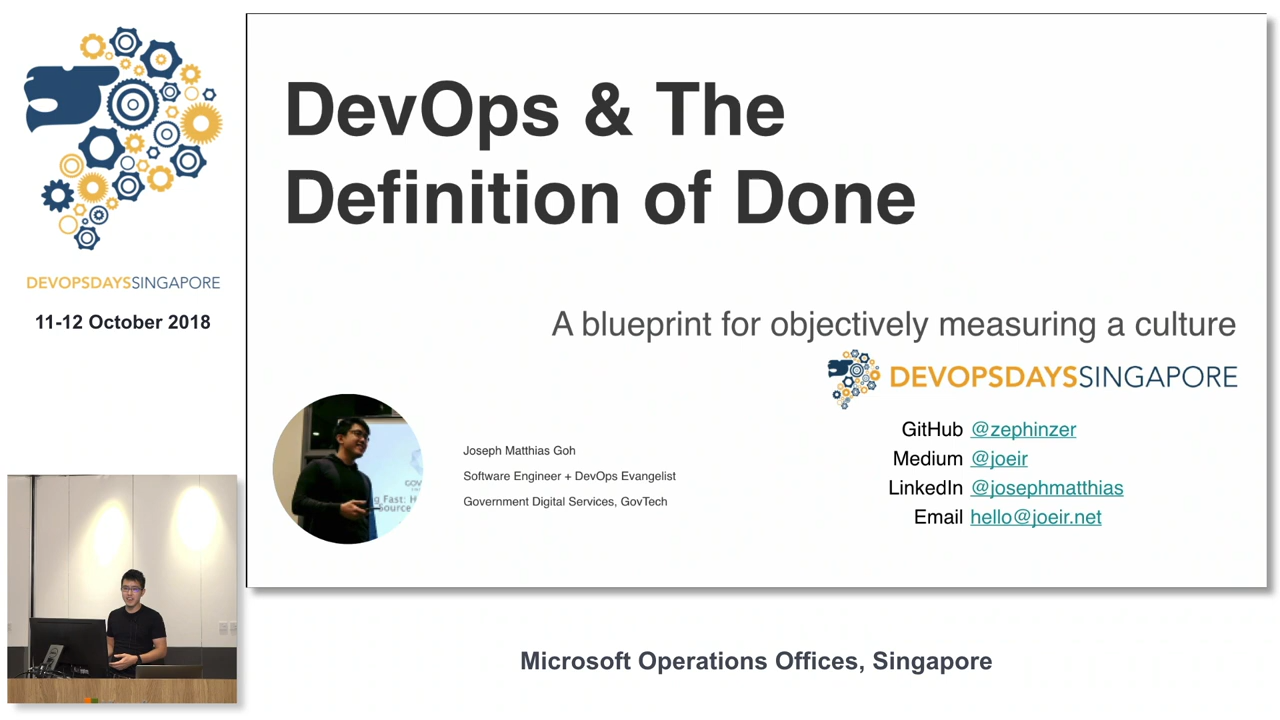 DEVOPSDAYSSINGAPORE
11-12 October 2018
DevOps & The
Definition of Done
A blueprint for objectively measuring a culture
DEVOPSDAYSSINGAPORE
Joseph Matthias Goh
Software Engineer + DevOps Evangelist
Government Digital Services, GovTech
GitHub @zephinzer
Medium @joeir
LinkedIn @josephmatthias
Email hello@joeir.net
Microsoft Operations Offices, Singapore